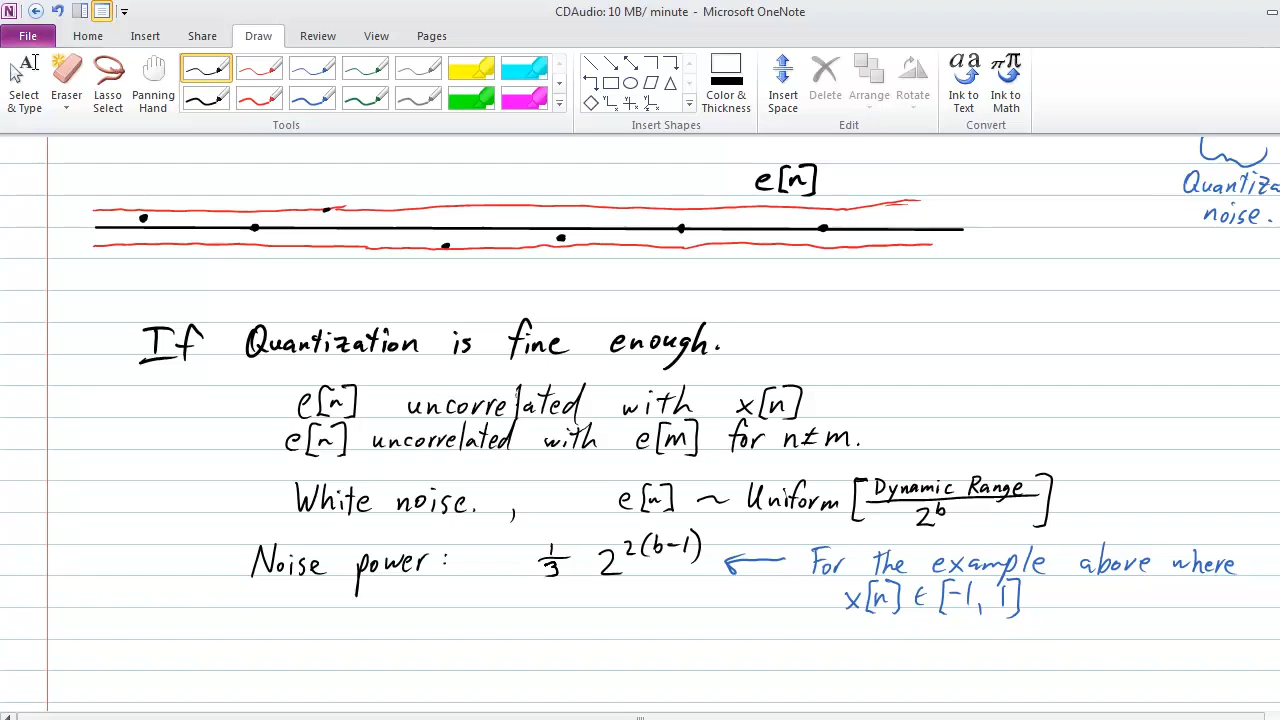 CDAudio: 10 MB/ minute - Microsoft OneNote
File Home Insert Share Draw Review View Pages
Select & Type Eraser Lasso Select Panning Hand Color & Thickness Insert Space Delete Arrange Rotate Ink to Text Ink to Math
Tools Insert Shapes Edit Convert
e[n]
Quantiza
noise.
If Quantization is fine enough.
e[n] uncorrelated with x[n]
e[n] uncorrelated with e[m] for n≠m.
White noise. , e[n] ~ Uniform [Dynamic Range / 2^b]
Noise power: 1/3 2^2(b-1) ← For the example above where
x[n] ∈ [-1, 1]